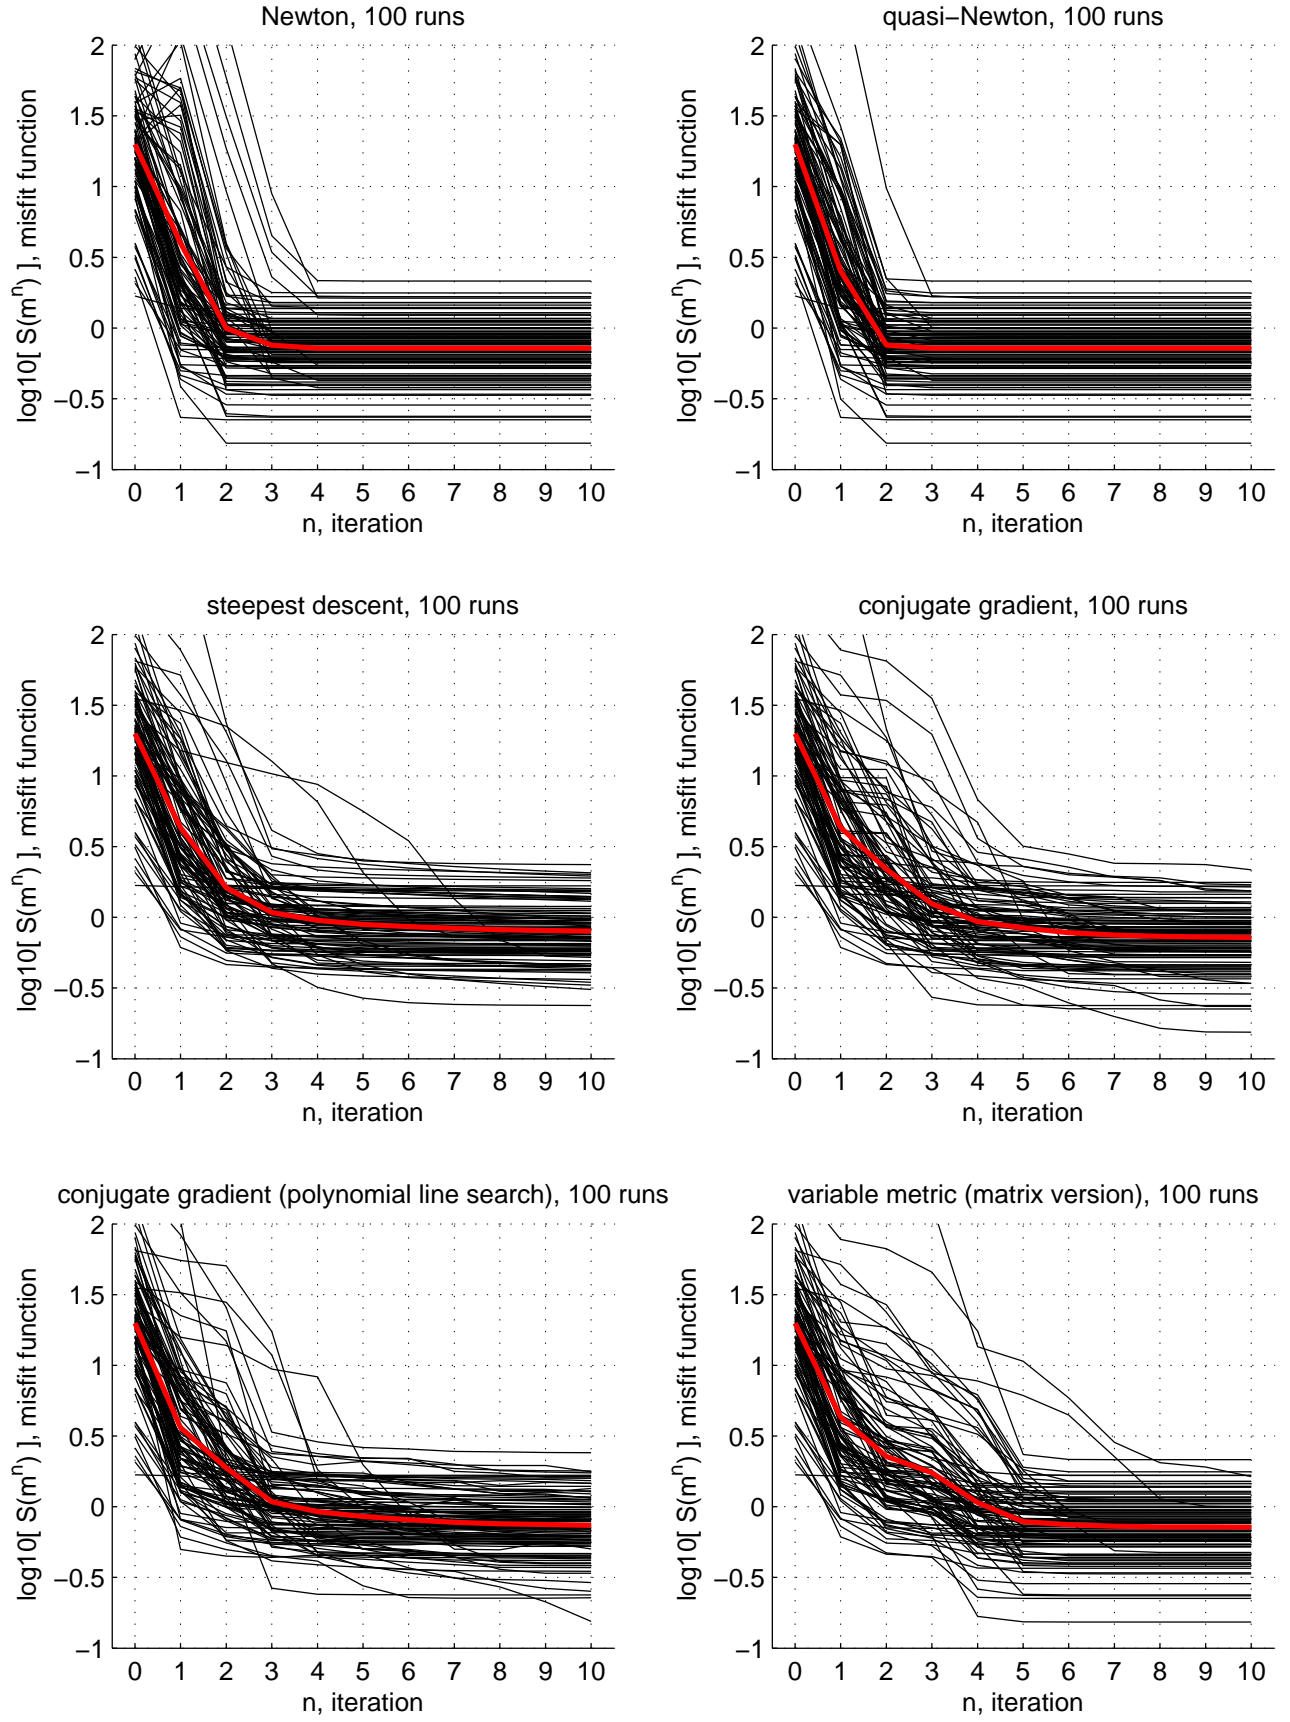 Newton, 100 runs
2
1.5
1
0.5
0
−0.5
−1
log10[ S(mⁿ) ], misfit function
0 1 2 3 4 5 6 7 8 9 10
n, iteration
quasi−Newton, 100 runs
2
1.5
1
0.5
0
−0.5
−1
log10[ S(mⁿ) ], misfit function
0 1 2 3 4 5 6 7 8 9 10
n, iteration
steepest descent, 100 runs
2
1.5
1
0.5
0
−0.5
−1
log10[ S(mⁿ) ], misfit function
0 1 2 3 4 5 6 7 8 9 10
n, iteration
conjugate gradient, 100 runs
2
1.5
1
0.5
0
−0.5
−1
log10[ S(mⁿ) ], misfit function
0 1 2 3 4 5 6 7 8 9 10
n, iteration
conjugate gradient (polynomial line search), 100 runs
2
1.5
1
0.5
0
−0.5
−1
log10[ S(mⁿ) ], misfit function
0 1 2 3 4 5 6 7 8 9 10
n, iteration
variable metric (matrix version), 100 runs
2
1.5
1
0.5
0
−0.5
−1
log10[ S(mⁿ) ], misfit function
0 1 2 3 4 5 6 7 8 9 10
n, iteration